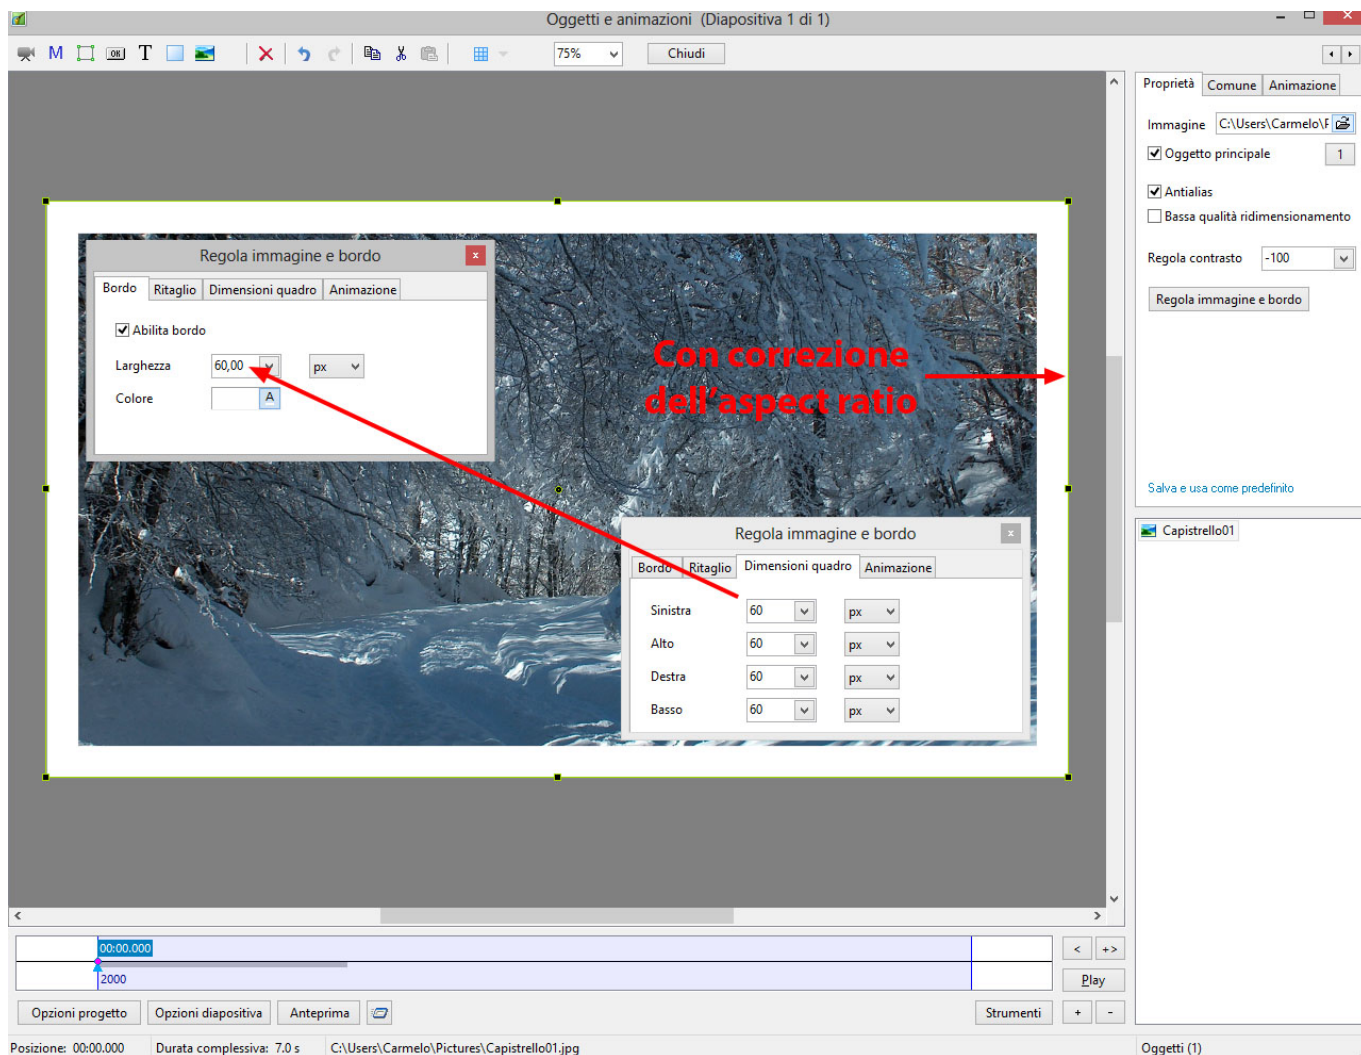 Oggetti e animazioni  (Diapositiva 1 di 1)
M OK T 75% Chiudi
Proprietà Comune Animazione
Immagine C:\Users\Carmelo\F
Oggetto principale 1
Antialias
Bassa qualità ridimensionamento
Regola contrasto -100
Regola immagine e bordo
Salva e usa come predefinito
Capistrello01
Regola immagine e bordo x
Bordo Ritaglio Dimensioni quadro Animazione
Abilita bordo
Larghezza 60,00 px
Colore A
Con correzione
dell'aspect ratio
Regola immagine e bordo x
Bordo Ritaglio Dimensioni quadro Animazione
Sinistra 60 px
Alto 60 px
Destra 60 px
Basso 60 px
00:00.000
2000
< +>
Play
Opzioni progetto Opzioni diapositiva Anteprima Strumenti + -
Posizione: 00:00.000 Durata complessiva: 7.0 s C:\Users\Carmelo\Pictures\Capistrello01.jpg Oggetti (1)